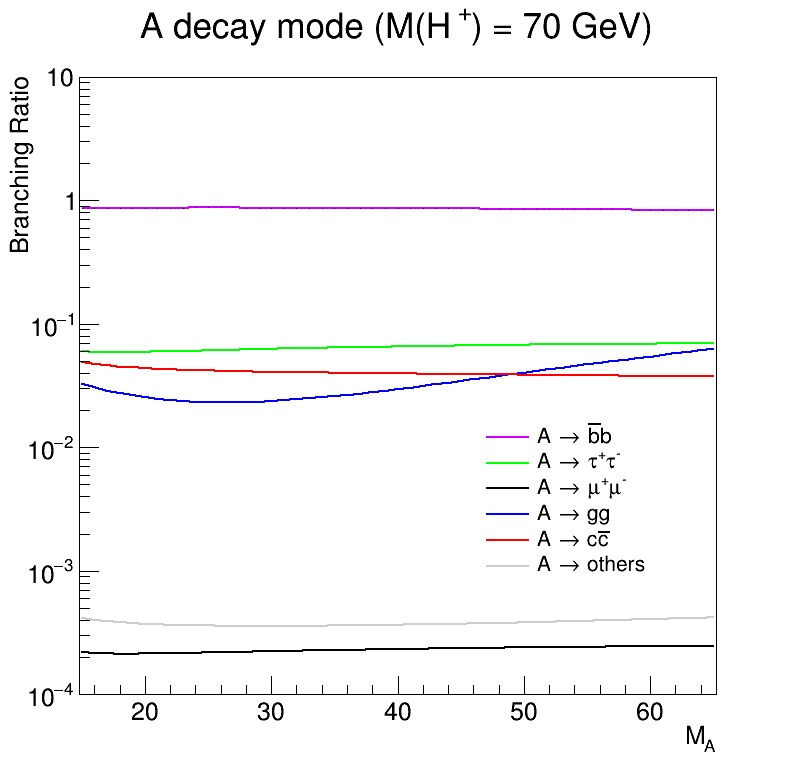 A decay mode (M(H⁺) = 70 GeV)
Branching Ratio
10
1
10⁻¹
10⁻²
10⁻³
10⁻⁴
A → b̅b
A → τ⁺τ⁻
A → μ⁺μ⁻
A → gg
A → cc̅
A → others
20 30 40 50 60
M_A